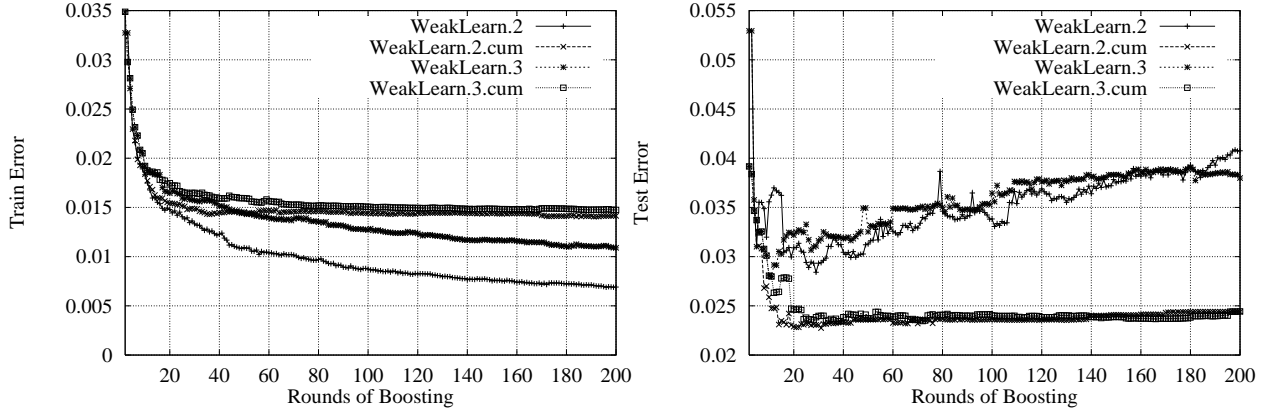 0.035
0.03
0.025
0.02
0.015
0.01
0.005
0
20 40 60 80 100 120 140 160 180 200
Train Error
Rounds of Boosting
WeakLearn.2
WeakLearn.2.cum
WeakLearn.3
WeakLearn.3.cum
0.055
0.05
0.045
0.04
0.035
0.03
0.025
0.02
20 40 60 80 100 120 140 160 180 200
Test Error
Rounds of Boosting
WeakLearn.2
WeakLearn.2.cum
WeakLearn.3
WeakLearn.3.cum